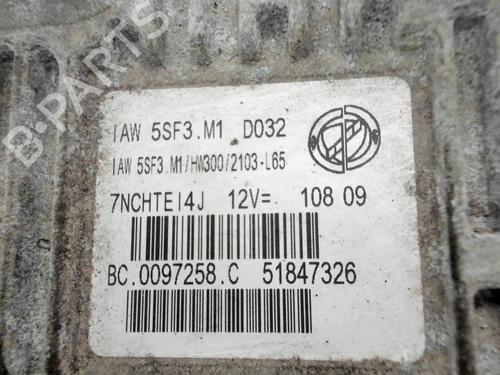 B-PARTS
IAW 5SF3.M1 D032
IAW 5SF3.M1/HW300/2103-L65
7NCHTEI4J 12V= 108 09
BC.0097258.C 51847326